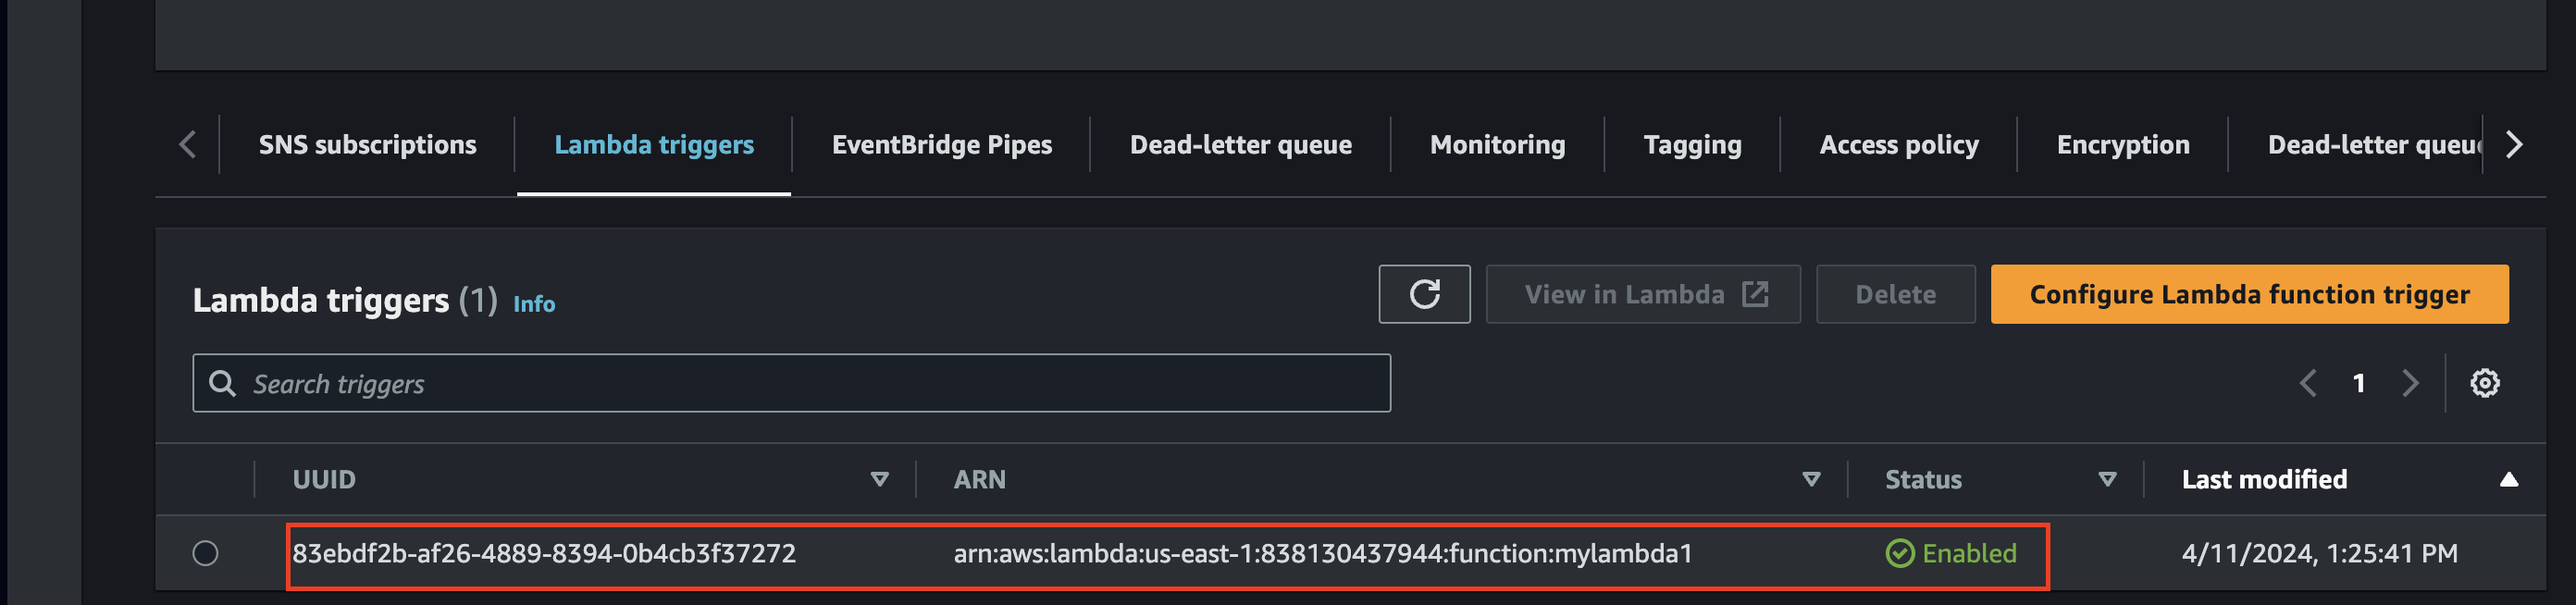 SNS subscriptions Lambda triggers EventBridge Pipes Dead-letter queue Monitoring Tagging Access policy Encryption Dead-letter
Lambda triggers (1) Info View in Lambda Delete Configure Lambda function trigger
Search triggers 1
UUID ARN Status Last modified
83ebdf2b-af26-4889-8394-0b4cb3f37272 arn:aws:lambda:us-east-1:838130437944:function:mylambda1 Enabled 4/11/2024, 1:25:41 PM